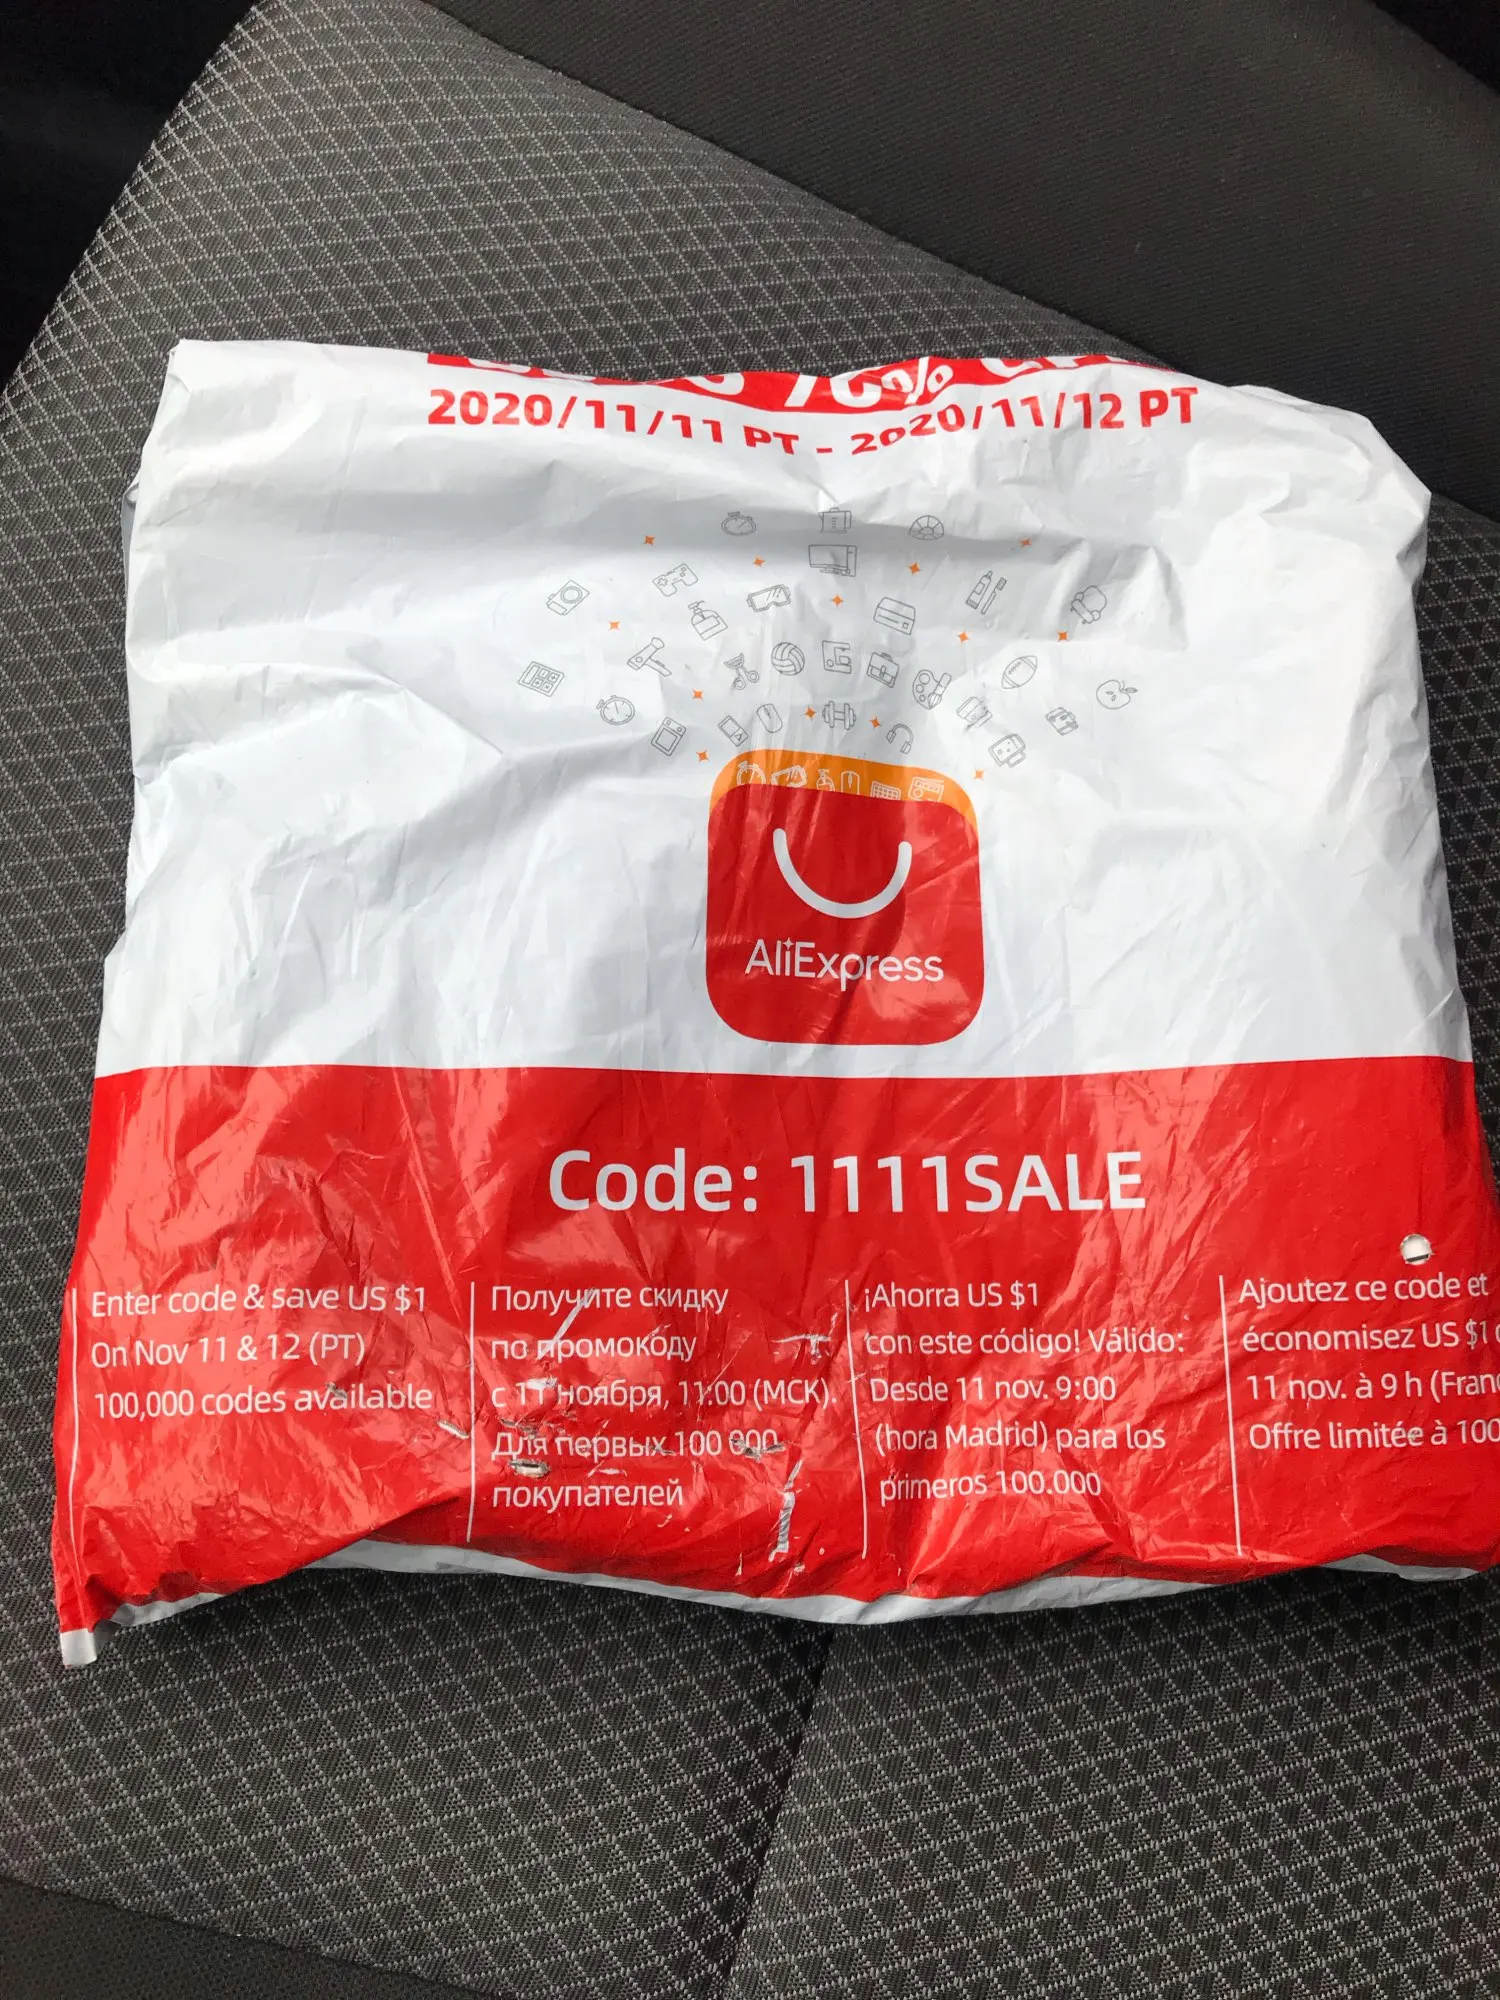 2020/11/11 PT - 2020/11/12 PT
AliExpress
Code: 1111SALE
Enter code & save US $1
On Nov 11 & 12 (PT)
100,000 codes available
Получите скидку
по промокоду
с 11 ноября, 11:00 (МСК).
Для первых 100 000
покупателей
¡Ahorra US $1
con este código! Válido:
Desde 11 nov. 9:00
(hora Madrid) para los
primeros 100.000
Ajoutez ce code et
économisez US $1
11 nov. à 9 h
Offre limitée à